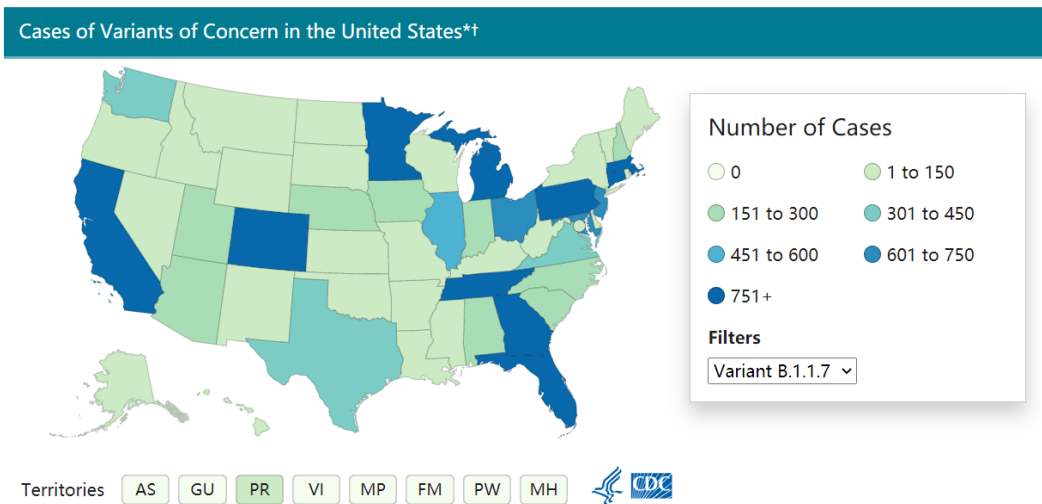 Cases of Variants of Concern in the United States*†
Number of Cases
0
1 to 150
151 to 300
301 to 450
451 to 600
601 to 750
751+
Filters
Variant B.1.1.7
Territories AS GU PR VI MP FM PW MH
CDC